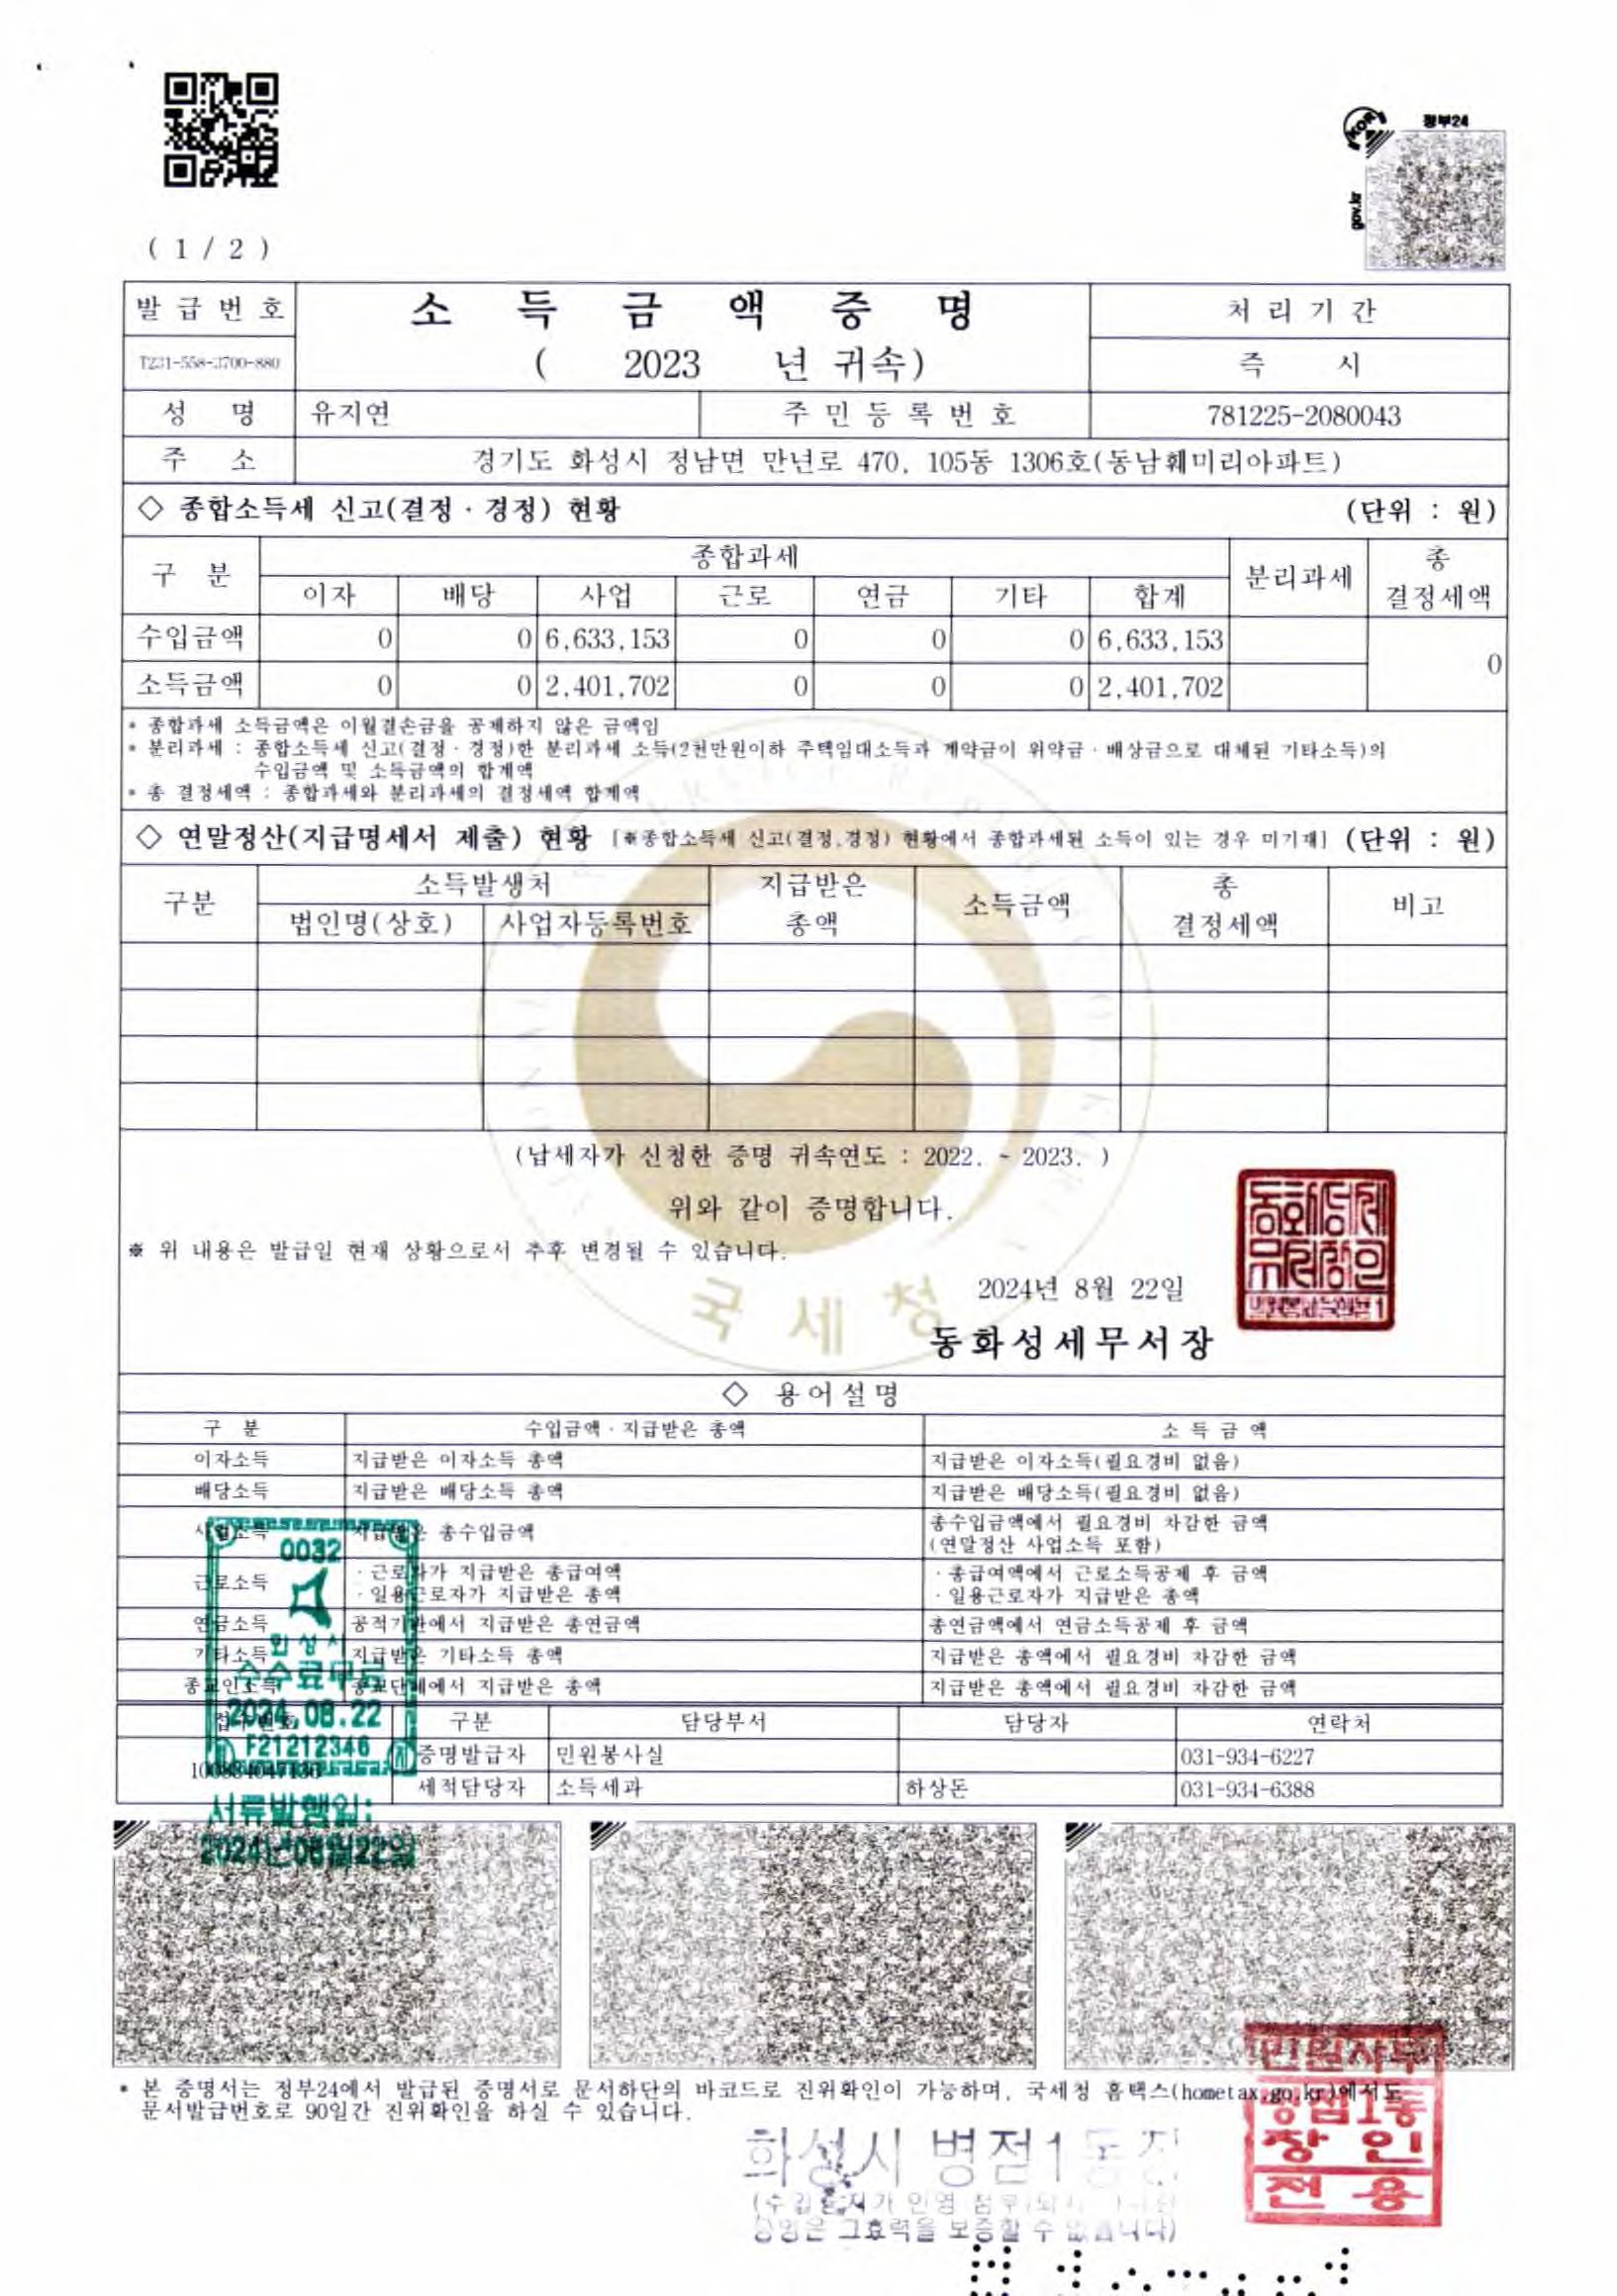 정부24
gov.kr
( 1 / 2 )
발 급 번 호
소 득 금 액 증 명
처 리 기 간
T231-558-3700-880
( 2023 년 귀속)
즉 시
성 명 유지연 주 민 등 록 번 호 781225-2080043
주 소 경기도 화성시 정남면 만년로 470, 105동 1306호(동남훼미리아파트)
◇ 종합소득세 신고(결정 · 경정) 현황 (단위 : 원)
구 분 종합과세 분리과세 총 결정세액
이자 배당 사업 근로 연금 기타 합계
수입금액 0 0 6,633,153 0 0 0 6,633,153 0
소득금액 0 0 2,401,702 0 0 0 2,401,702
* 종합과세 소득금액은 이월결손금을 공제하지 않은 금액임
* 분리과세 : 종합소득세 신고(결정 · 경정)한 분리과세 소득(2천만원이하 주택임대소득과 계약금이 위약금 · 배상금으로 대체된 기타소득)의
수입금액 및 소득금액의 합계액
* 총 결정세액 : 종합과세와 분리과세의 결정세액 합계액
◇ 연말정산(지급명세서 제출) 현황 [※종합소득세 신고(결정,경정) 현황에서 종합과세된 소득이 있는 경우 미기재] (단위 : 원)
구분 소득발생처 지급받은 총액 소득금액 총 결정세액 비고
법인명(상호) 사업자등록번호
(납세자가 신청한 증명 귀속연도 : 2022. ~ 2023. )
위와 같이 증명합니다.
※ 위 내용은 발급일 현재 상황으로서 추후 변경될 수 있습니다.
2024년 8월 22일
국세청
동화성세무서장
◇ 용어설명
구 분 수입금액 · 지급받은 총액 소 득 금 액
이자소득 지급받은 이자소득 총액 지급받은 이자소득(필요경비 없음)
배당소득 지급받은 배당소득 총액 지급받은 배당소득(필요경비 없음)
사업소득 지급받은 총수입금액 총수입금액에서 필요경비 차감한 금액
(연말정산 사업소득 포함)
근로소득 · 근로자가 지급받은 총급여액 · 총급여액에서 근로소득공제 후 금액
· 일용근로자가 지급받은 총액 · 일용근로자가 지급받은 총액
연금소득 공적기관에서 지급받은 총연금액 총연금액에서 연금소득공제 후 금액
기타소득 지급받은 기타소득 총액 지급받은 총액에서 필요경비 차감한 금액
종교인소득 종교단체에서 지급받은 총액 지급받은 총액에서 필요경비 차감한 금액
접수번호 구분 담당부서 담당자 연락처
증명발급자 민원봉사실 031-934-6227
세적담당자 소득세과 하상돈 031-934-6388
0032
화성시
수수료무료
2024.08.22
F21212346
서류발행일:
2024년08월22일
* 본 증명서는 정부24에서 발급된 증명서로 문서하단의 바코드로 진위확인이 가능하며, 국세청 홈택스(hometax.go.kr)에서도
문서발급번호로 90일간 진위확인을 하실 수 있습니다.
민원사무
병점1동
장 인
전 용
화성시 병점1동장
증명은 그효력을 보증할 수 없습니다)